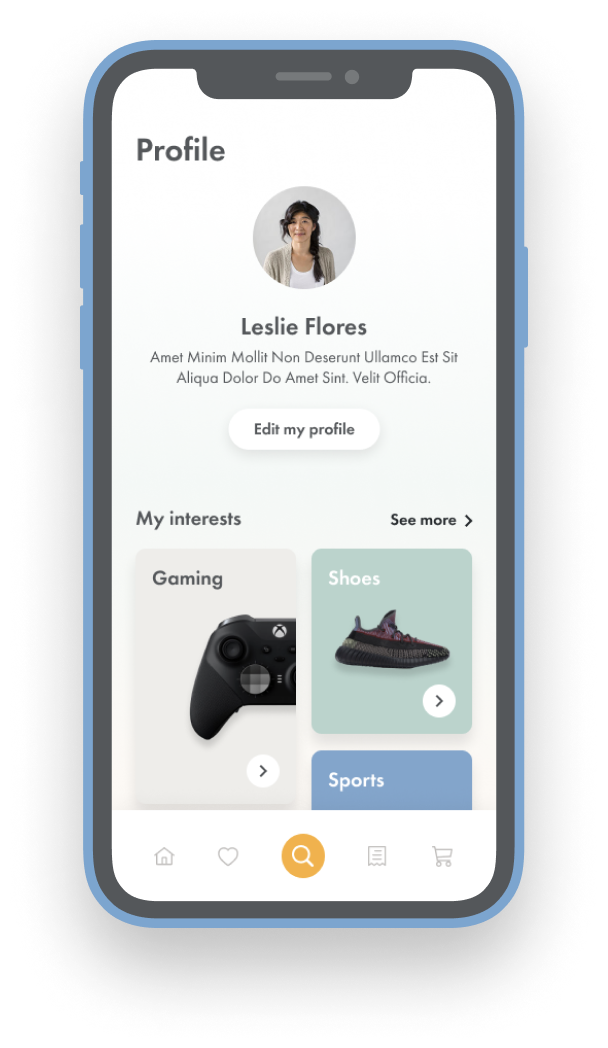 Profile
Leslie Flores
Amet Minim Mollit Non Deserunt Ullamco Est Sit
Aliqua Dolor Do Amet Sint. Velit Officia.
Edit my profile
My interests
See more
Gaming
Shoes
Sports